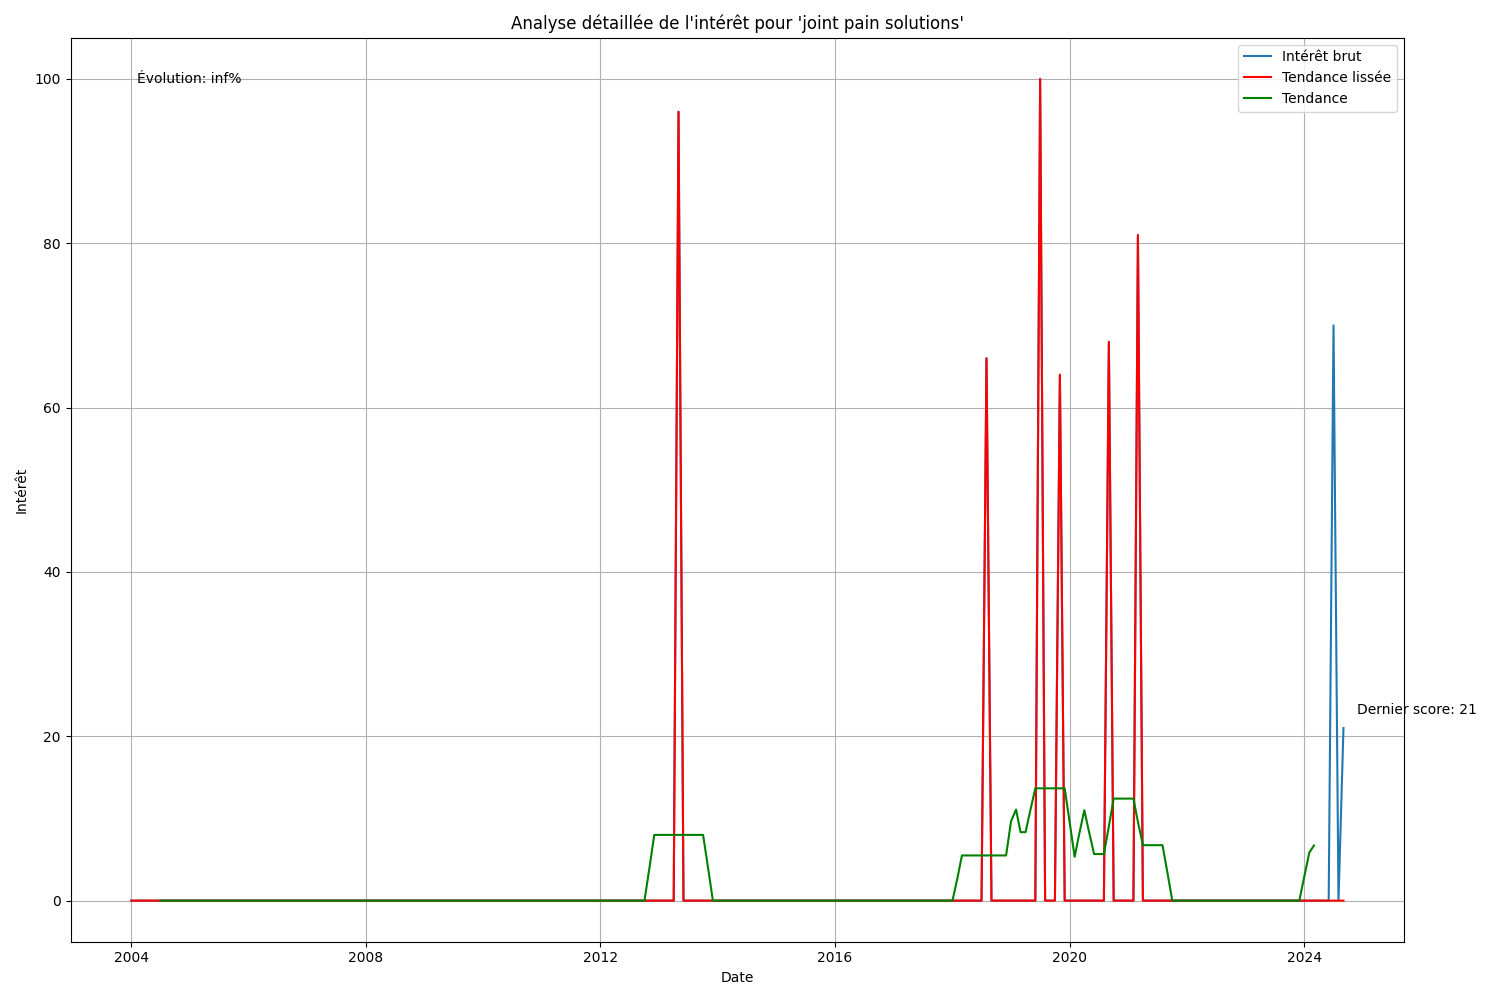 Analyse détaillée de l'intérêt pour 'joint pain solutions'
Évolution: inf%
Intérêt brut
Tendance lissée
Tendance
100
80
60
40
20
0
Intérêt
Dernier score: 21
2004 2008 2012 2016 2020 2024
Date